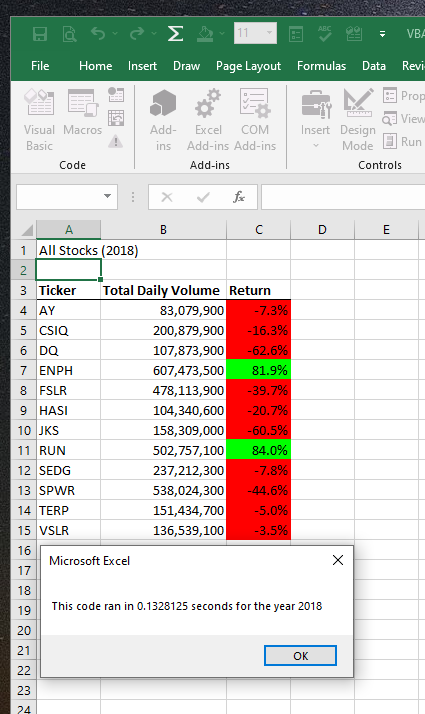 11
VBA
File Home Insert Draw Page Layout Formulas Data Revi
Visual Basic Macros Add-ins Excel Add-ins COM Add-ins Insert Design Mode Prop
View
Run
Code Add-ins Controls
fx
A B C D E
1 All Stocks (2018)
2
3 Ticker Total Daily Volume Return
4 AY 83,079,900 -7.3%
5 CSIQ 200,879,900 -16.3%
6 DQ 107,873,900 -62.6%
7 ENPH 607,473,500 81.9%
8 FSLR 478,113,900 -39.7%
9 HASI 104,340,600 -20.7%
10 JKS 158,309,000 -60.5%
11 RUN 502,757,100 84.0%
12 SEDG 237,212,300 -7.8%
13 SPWR 538,024,300 -44.6%
14 TERP 151,434,700 -5.0%
15 VSLR 136,539,100 -3.5%
16
17 Microsoft Excel
18
19 This code ran in 0.1328125 seconds for the year 2018
20
21 OK
22
23
24